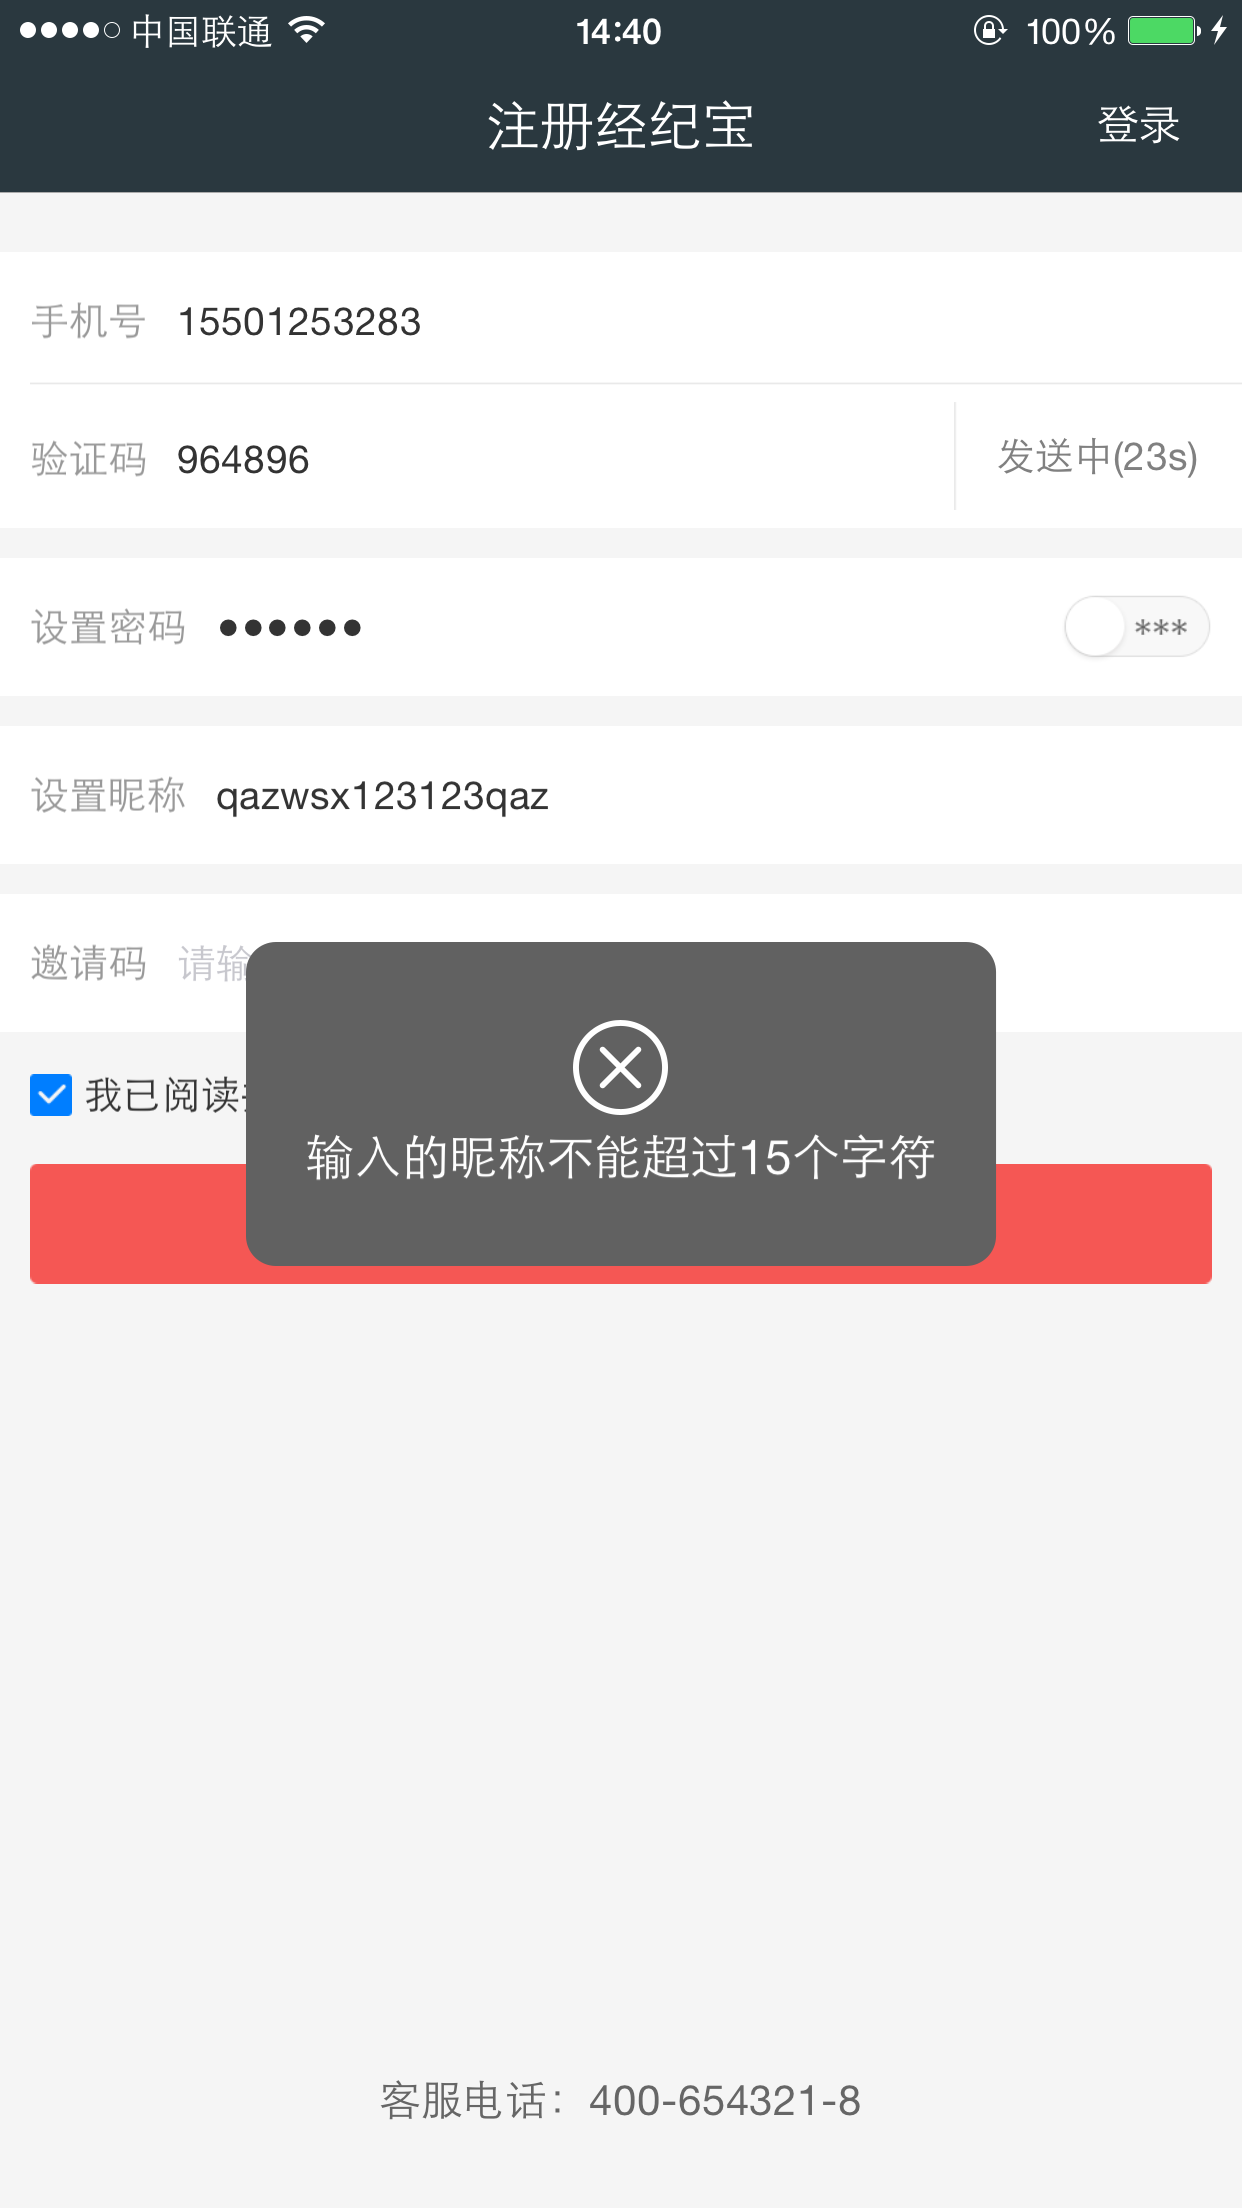 中国联通 14:40 100%
注册经纪宝 登录
手机号 15501253283
验证码 964896 发送中(23s)
设置密码 •••••• ***
设置昵称 qazwsx123123qaz
邀请码 请输
我已阅读
输入的昵称不能超过15个字符
客服电话：400-654321-8